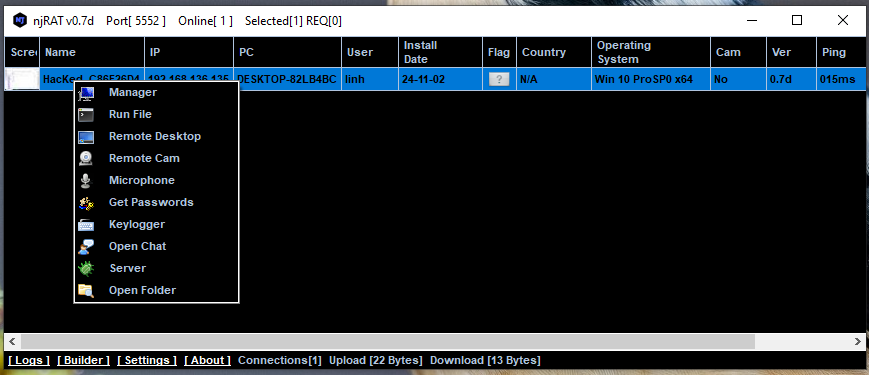 njRAT v0.7d Port[ 5552 ] Online[ 1 ] Selected[1] REQ[0]
Screen Name IP PC User Install Date Flag Country Operating System Cam Ver Ping
HacKed_C86F36D4 192.168.136.135 DESKTOP-82LB4BC linh 24-11-02 ? N/A Win 10 ProSP0 x64 No 0.7d 015ms
Manager
Run File
Remote Desktop
Remote Cam
Microphone
Get Passwords
Keylogger
Open Chat
Server
Open Folder
[ Logs ] [ Builder ] [ Settings ] [ About ] Connections[1] Upload [22 Bytes] Download [13 Bytes]